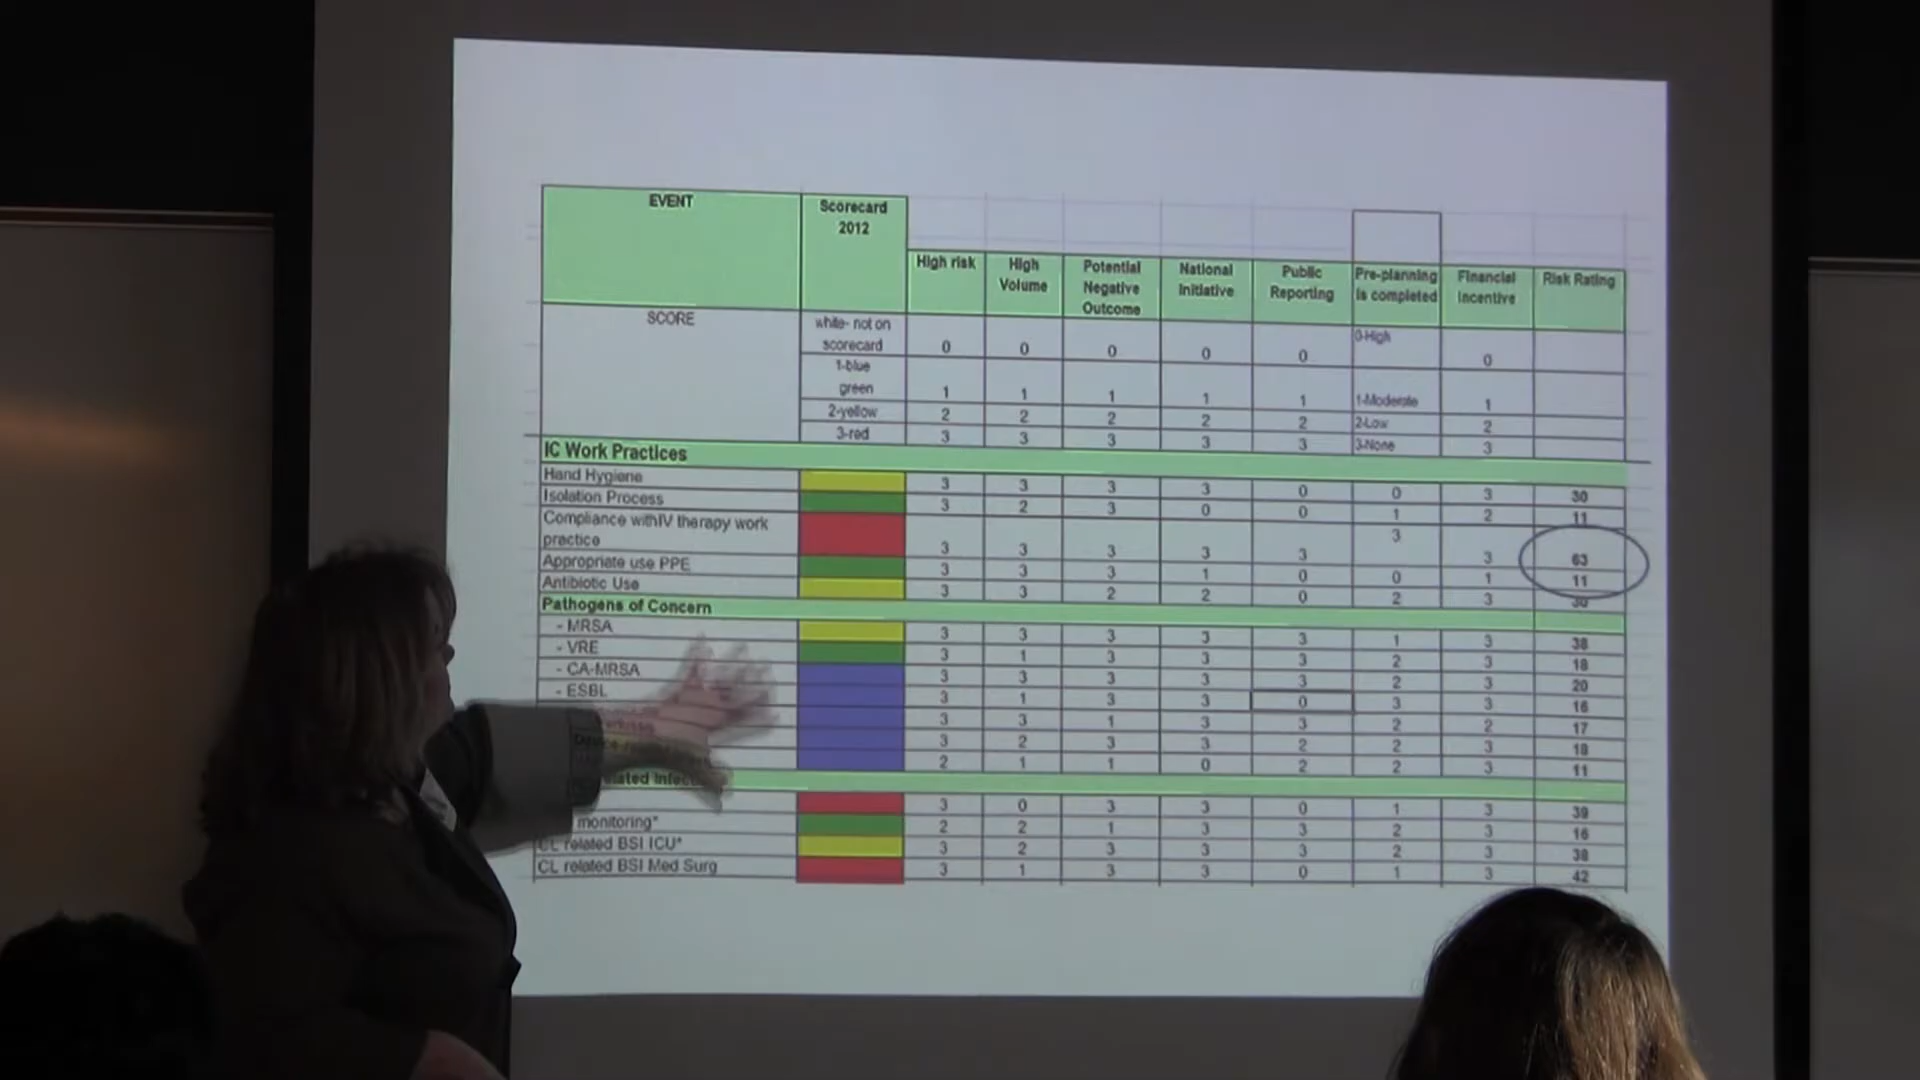 EVENT Scorecard 2012
High risk High Volume Potential Negative Outcome National Initiative Public Reporting Pre-planning is completed Financial Incentive Risk Rating
SCORE white- not on scorecard 0 0 0 0 0 0-High 0
1-blue green 1 1 1 1 1 1-Moderate 1
2-yellow 2 2 2 2 2 2-Low 2
3-red 3 3 3 3 3 3-None 3
IC Work Practices
Hand Hygiene 3 3 3 3 0 0 3 30
Isolation Process 3 2 3 0 0 1 2 11
Compliance withIV therapy work practice 3 3 3 3 3 3 3 63
Appropriate use PPE 3 3 3 1 0 0 1 11
Antibiotic Use 3 3 2 2 0 2 3 30
Pathogens of Concern
- MRSA 3 3 3 3 3 1 3 38
- VRE 3 1 3 3 3 2 3 18
- CA-MRSA 3 3 3 3 3 2 3 20
- ESBL 3 1 3 3 0 3 3 16
3 3 1 3 3 2 2 17
3 2 3 3 2 2 3 18
2 1 1 0 2 2 3 11
3 0 3 3 0 1 3 39
monitoring* 2 2 1 3 3 2 3 16
CL related BSI ICU* 3 2 3 3 3 2 3 38
CL related BSI Med Surg 3 1 3 3 0 1 3 42